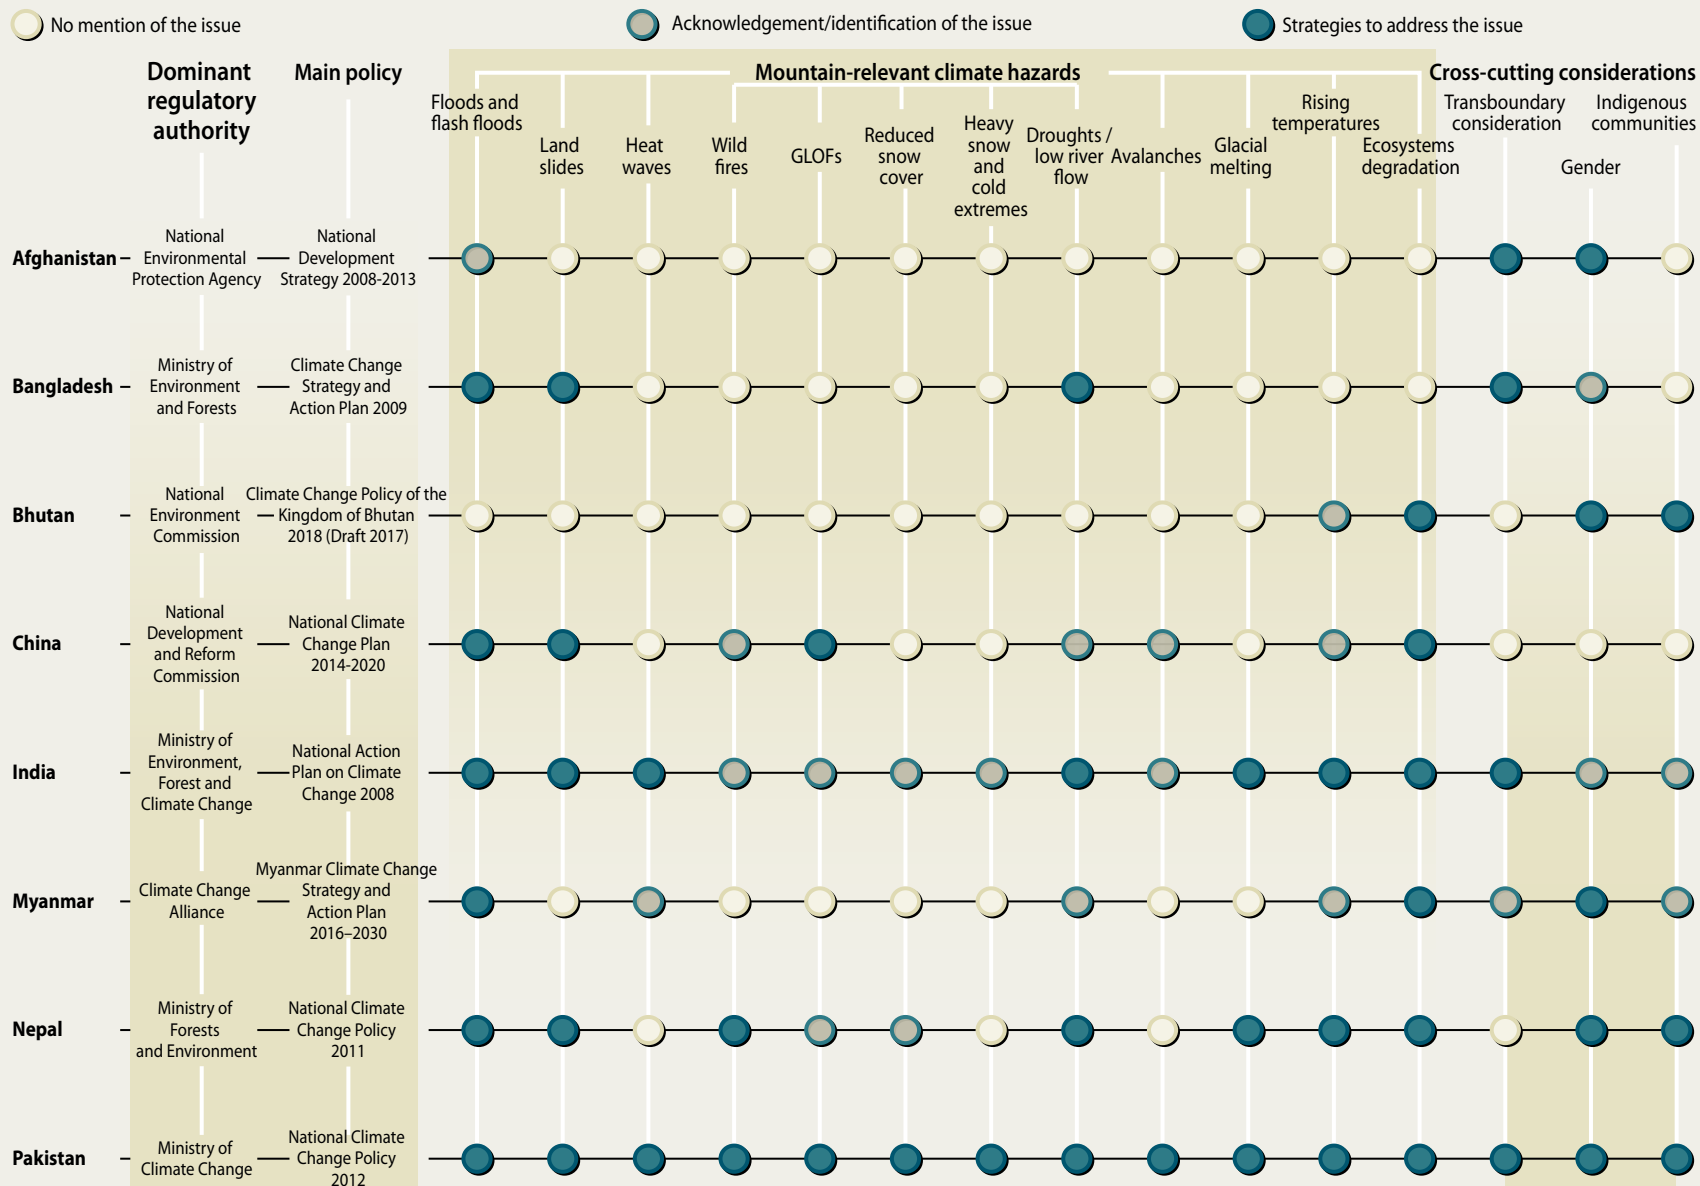 No mention of the issue
Acknowledgement/identification of the issue
Strategies to address the issue
Dominant
regulatory
authority
Main policy
Mountain-relevant climate hazards
Cross-cutting considerations
Floods and
flash floods
Land
slides
Heat
waves
Wild
fires
GLOFs
Reduced
snow
cover
Heavy
snow
and
cold
extremes
Droughts /
low river
flow
Avalanches
Glacial
melting
Rising
temperatures
Ecosystems
degradation
Transboundary
consideration
Gender
Indigenous
communities
Afghanistan
National
Environmental
Protection Agency
National
Development
Strategy 2008-2013
Bangladesh
Ministry of
Environment
and Forests
Climate Change
Strategy and
Action Plan 2009
Bhutan
National
Environment
Commission
Climate Change Policy of the
Kingdom of Bhutan
2018 (Draft 2017)
China
National
Development
and Reform
Commission
National Climate
Change Plan
2014-2020
India
Ministry of
Environment,
Forest and
Climate Change
National Action
Plan on Climate
Change 2008
Myanmar
Climate Change
Alliance
Myanmar Climate Change
Strategy and
Action Plan
2016–2030
Nepal
Ministry of
Forests
and Environment
National Climate
Change Policy
2011
Pakistan
Ministry of
Climate Change
National Climate
Change Policy
2012